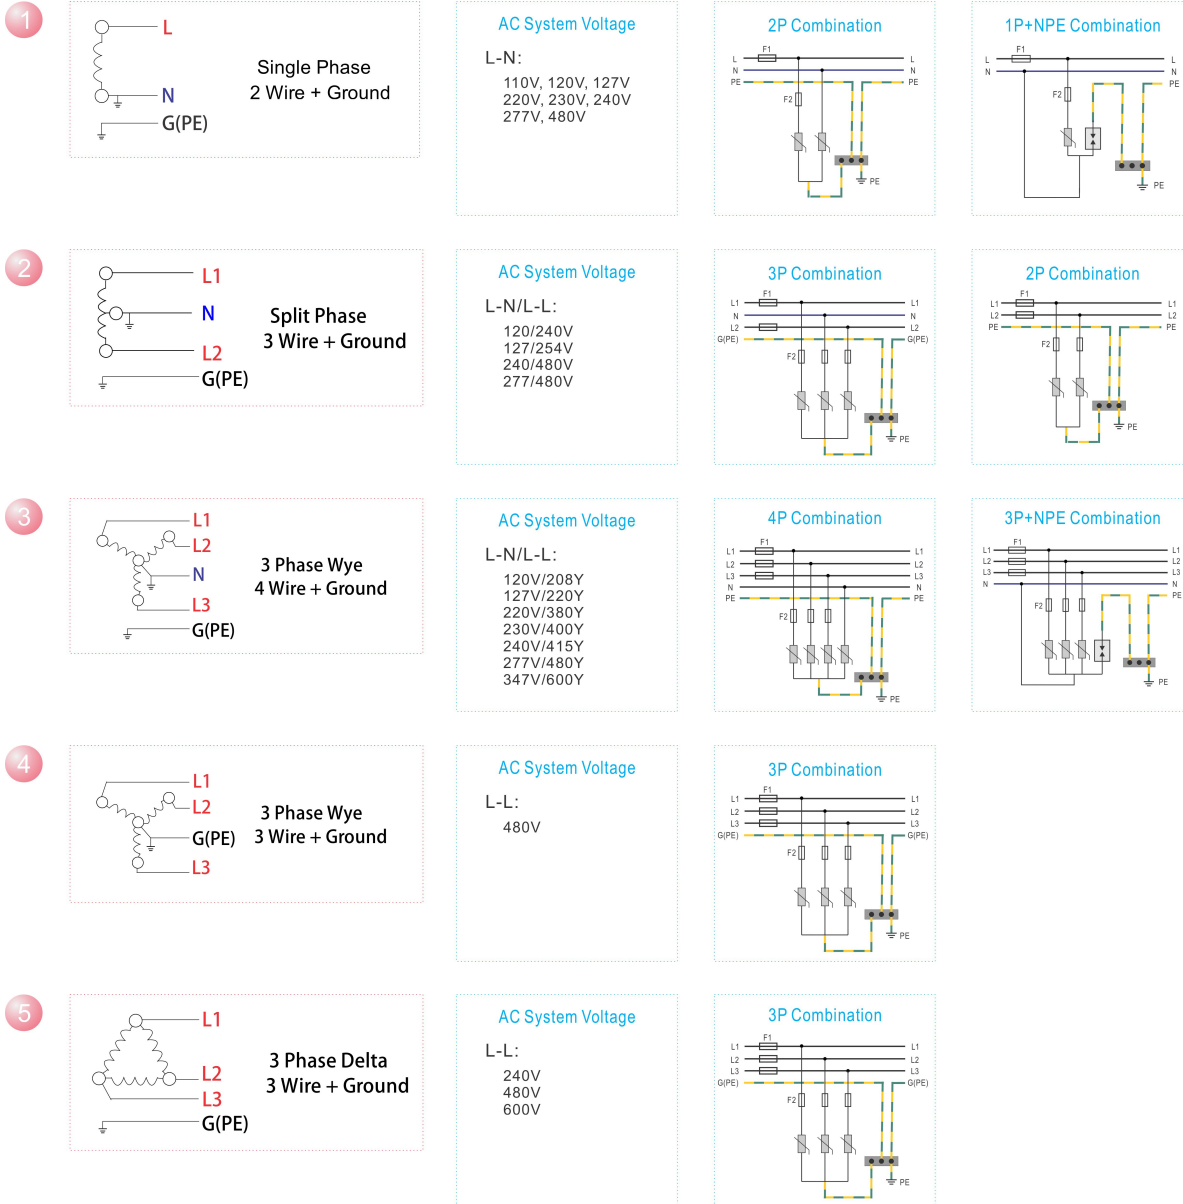 1
L
N
G(PE)
Single Phase
2 Wire + Ground
AC System Voltage
L-N:
110V, 120V, 127V
220V, 230V, 240V
277V, 480V
2P Combination
F1
L
L
N
N
PE
PE
F2
PE
1P+NPE Combination
F1
L
L
N
N
PE
F2
PE
2
L1
N
L2
G(PE)
Split Phase
3 Wire + Ground
AC System Voltage
L-N/L-L:
120/240V
127/254V
240/480V
277/480V
3P Combination
F1
L1
L1
N
N
L2
L2
G(PE)
G(PE)
F2
PE
2P Combination
F1
L1
L1
L2
L2
PE
PE
F2
PE
3
L1
L2
N
L3
G(PE)
3 Phase Wye
4 Wire + Ground
AC System Voltage
L-N/L-L:
120V/208Y
127V/220Y
220V/380Y
230V/400Y
240V/415Y
277V/480Y
347V/600Y
4P Combination
F1
L1
L1
L2
L2
L3
L3
N
N
PE
PE
F2
PE
3P+NPE Combination
F1
L1
L1
L2
L2
L3
L3
N
N
PE
F2
PE
4
L1
L2
G(PE)
L3
3 Phase Wye
3 Wire + Ground
AC System Voltage
L-L:
480V
3P Combination
F1
L1
L1
L2
L2
L3
L3
G(PE)
G(PE)
F2
PE
5
L1
L2
L3
G(PE)
3 Phase Delta
3 Wire + Ground
AC System Voltage
L-L:
240V
480V
600V
3P Combination
F1
L1
L1
L2
L2
L3
L3
G(PE)
G(PE)
F2
PE